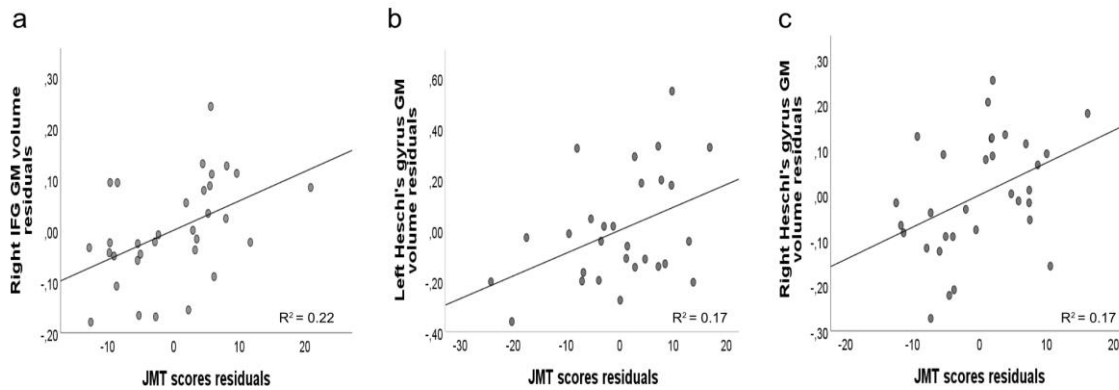 a
Right IFG GM volume
residuals
,30
,20
,10
,00
-,10
-,20
-10
0
10
20
R² = 0.22
JMT scores residuals
b
Left Heschl's gyrus GM
volume residuals
,60
,40
,20
,00
-,20
-,40
-30
-20
-10
0
10
20
R² = 0.17
JMT scores residuals
c
Right Heschl's gyrus GM
volume residuals
,30
,20
,10
,00
-,10
-,20
-,30
-20
-10
0
10
20
R² = 0.17
JMT scores residuals